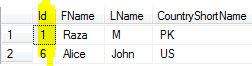 Id FName LName CountryShortName
1 1 Raza M PK
2 6 Alice John US